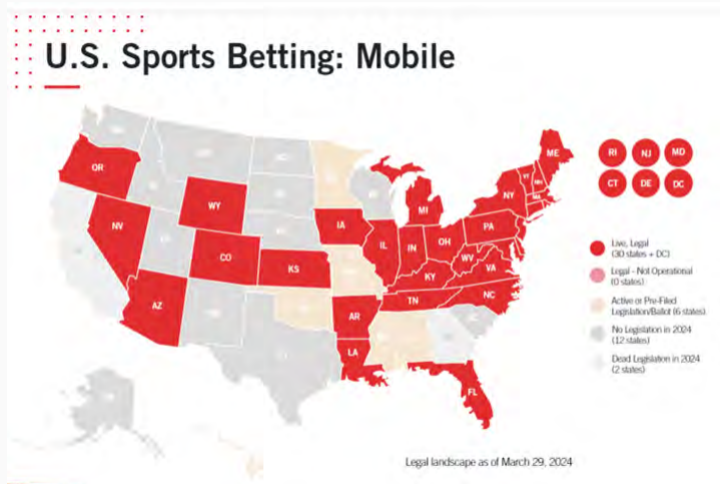 U.S. Sports Betting: Mobile
ME
RI NJ MD
OR
VT NH
CT DE DC
WY
NY
MA
MI
NV
IA
PA
Live, Legal
(30 states + DC)
IL IN OH
CO
WV
KS
VA
Legal - Not Operational
(0 states)
KY
AZ
NC
TN
Active or Pre-Filed
Legislation/Ballot (6 states)
AR
No Legislation in 2024
(12 states)
LA
Dead Legislation in 2024
(2 states)
FL
Legal landscape as of March 29, 2024